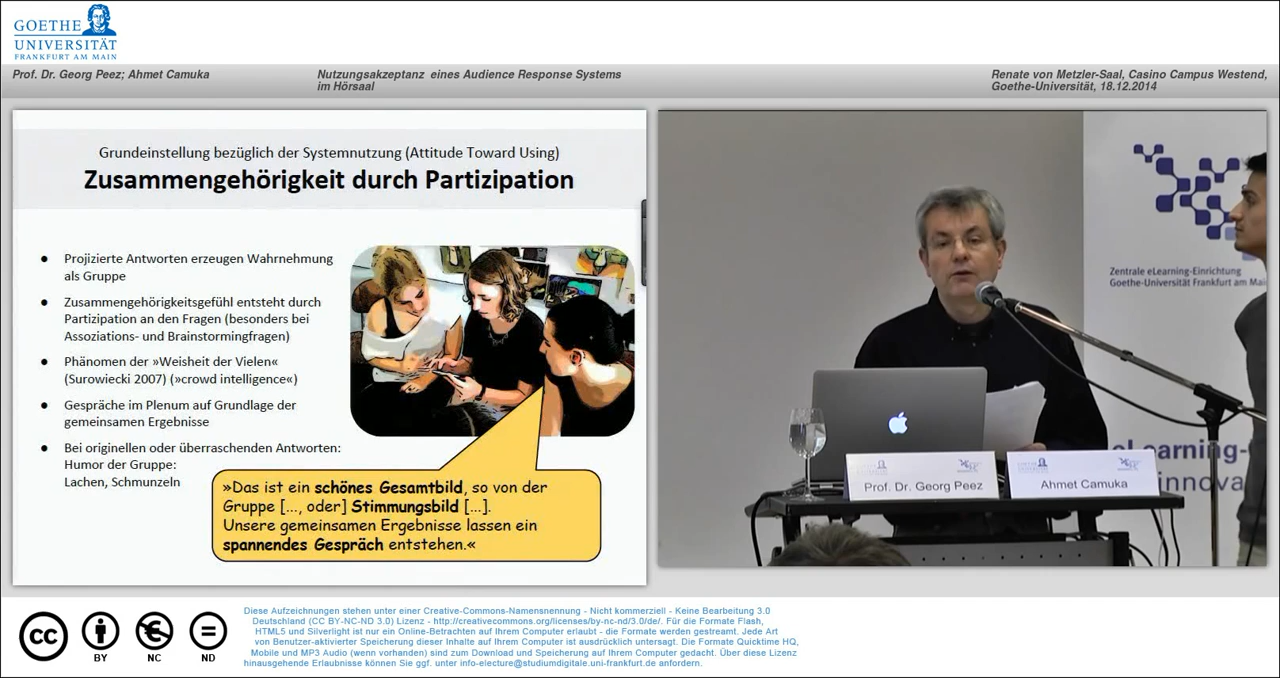 GOETHE
UNIVERSITÄT
FRANKFURT AM MAIN
Prof. Dr. Georg Peez; Ahmet Camuka
Nutzungsakzeptanz eines Audience Response Systems
im Hörsaal
Renate von Metzler-Saal, Casino Campus Westend,
Goethe-Universität, 18.12.2014
Grundeinstellung bezüglich der Systemnutzung (Attitude Toward Using)
Zusammengehörigkeit durch Partizipation
● Projizierte Antworten erzeugen Wahrnehmung
als Gruppe
● Zusammengehörigkeitsgefühl entsteht durch
Partizipation an den Fragen (besonders bei
Assoziations- und Brainstormingfragen)
● Phänomen der »Weisheit der Vielen«
(Surowiecki 2007) (»crowd intelligence«)
● Gespräche im Plenum auf Grundlage der
gemeinsamen Ergebnisse
● Bei originellen oder überraschenden Antworten:
Humor der Gruppe:
Lachen, Schmunzeln
»Das ist ein schönes Gesamtbild, so von der
Gruppe [..., oder] Stimmungsbild [...].
Unsere gemeinsamen Ergebnisse lassen ein
spannendes Gespräch entstehen.«
Zentrale eLearning-Einrichtung
Goethe-Universität Frankfurt am Mai
eLearning-
innova
Prof. Dr. Georg Peez
Ahmet Camuka
cc
BY
NC
ND
Diese Aufzeichnungen stehen unter einer Creative-Commons-Namensnennung - Nicht kommerziell - Keine Bearbeitung 3.0
Deutschland (CC BY-NC-ND 3.0) Lizenz - http://creativecommons.org/licenses/by-nc-nd/3.0/de/. Für die Formate Flash,
HTML5 und Silverlight ist nur ein Online-Betrachten auf Ihrem Computer erlaubt - die Formate werden gestreamt. Jede Art
von Benutzer-aktivierter Speicherung dieser Inhalte auf Ihrem Computer ist ausdrücklich untersagt. Die Formate Quicktime HQ,
Mobile und MP3 Audio (wenn vorhanden) sind zum Download und Speicherung auf Ihrem Computer gedacht. Über diese Lizenz
hinausgehende Erlaubnisse können Sie ggf. unter info-electure@studiumdigitale.uni-frankfurt.de anfordern.